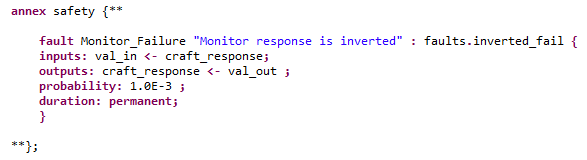 annex safety {**
fault Monitor_Failure "Monitor response is inverted" : faults.inverted_fail {
inputs: val_in <- craft_response;
outputs: craft_response <- val_out ;
probability: 1.0E-3 ;
duration: permanent;
}
**};